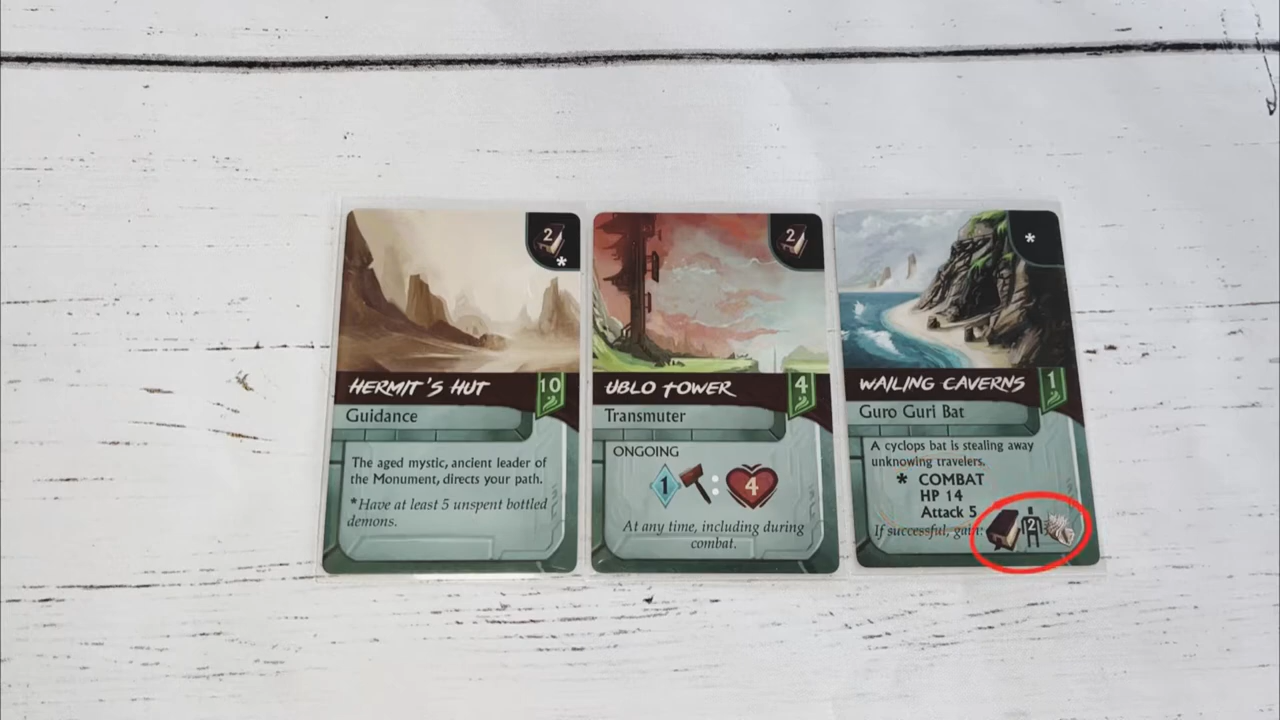 2
*
HERMIT'S HUT
10
Guidance
The aged mystic, ancient leader of
the Monument, directs your path.
*Have at least 5 unspent bottled
demons.
2
UBLO TOWER
4
Transmuter
ONGOING
1 : 4
At any time, including during
combat.
*
WAILING CAVERNS
1
Guro Guri Bat
A cyclops bat is stealing away
unknowing travelers.
* COMBAT
HP 14
Attack 5
If successful, gain:
2